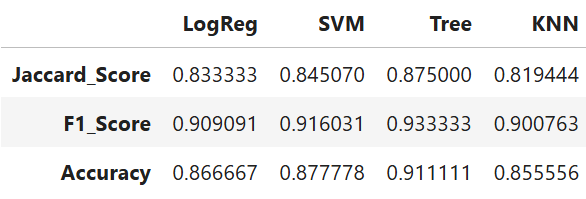 LogReg SVM Tree KNN
Jaccard_Score 0.833333 0.845070 0.875000 0.819444
F1_Score 0.909091 0.916031 0.933333 0.900763
Accuracy 0.866667 0.877778 0.911111 0.855556